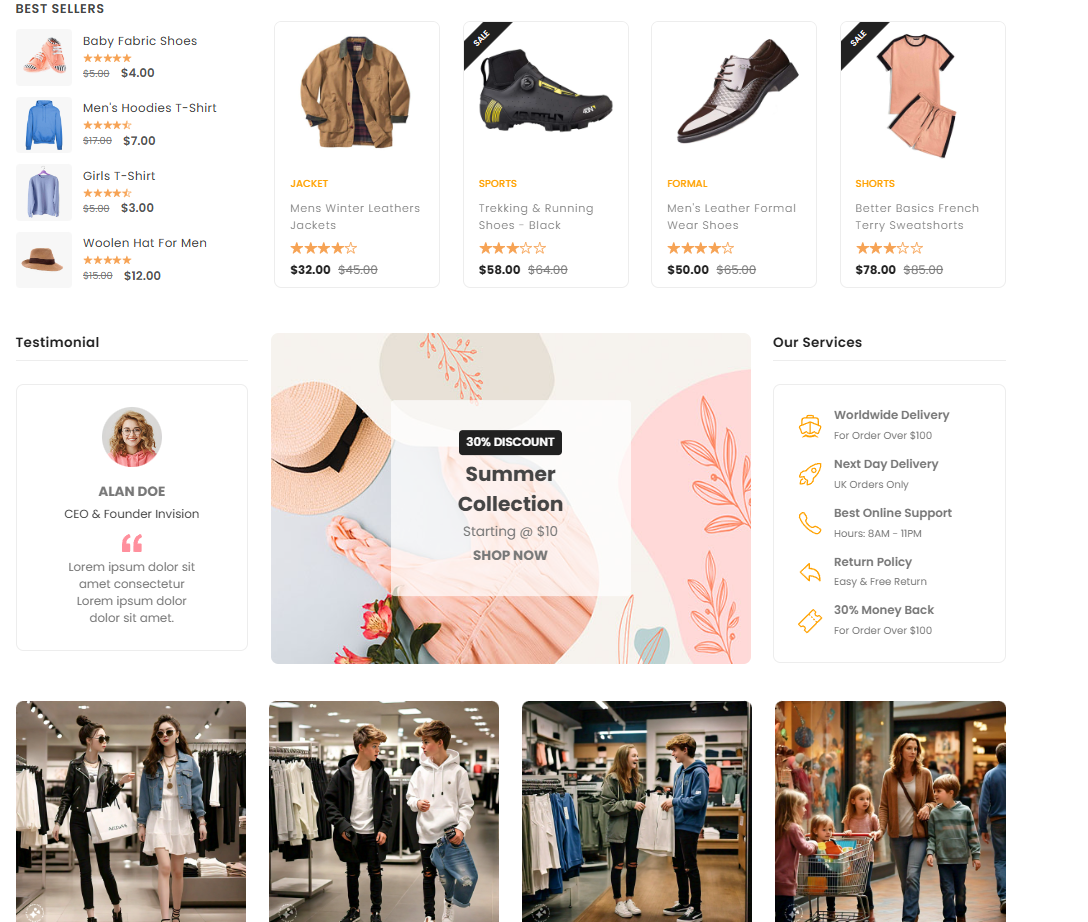 BEST SELLERS
Baby Fabric Shoes
$5.00 $4.00
Men's Hoodies T-Shirt
$17.00 $7.00
Girls T-Shirt
$5.00 $3.00
Woolen Hat For Men
$15.00 $12.00
JACKET
Mens Winter Leathers
Jackets
$32.00 $45.00
SALE
SPORTS
Trekking & Running
Shoes - Black
$58.00 $64.00
FORMAL
Men's Leather Formal
Wear Shoes
$50.00 $65.00
SALE
SHORTS
Better Basics French
Terry Sweatshorts
$78.00 $85.00
Testimonial
ALAN DOE
CEO & Founder Invision
Lorem ipsum dolor sit
amet consectetur
Lorem ipsum dolor
dolor sit amet.
30% DISCOUNT
Summer
Collection
Starting @ $10
SHOP NOW
Our Services
Worldwide Delivery
For Order Over $100
Next Day Delivery
UK Orders Only
Best Online Support
Hours: 8AM - 11PM
Return Policy
Easy & Free Return
30% Money Back
For Order Over $100